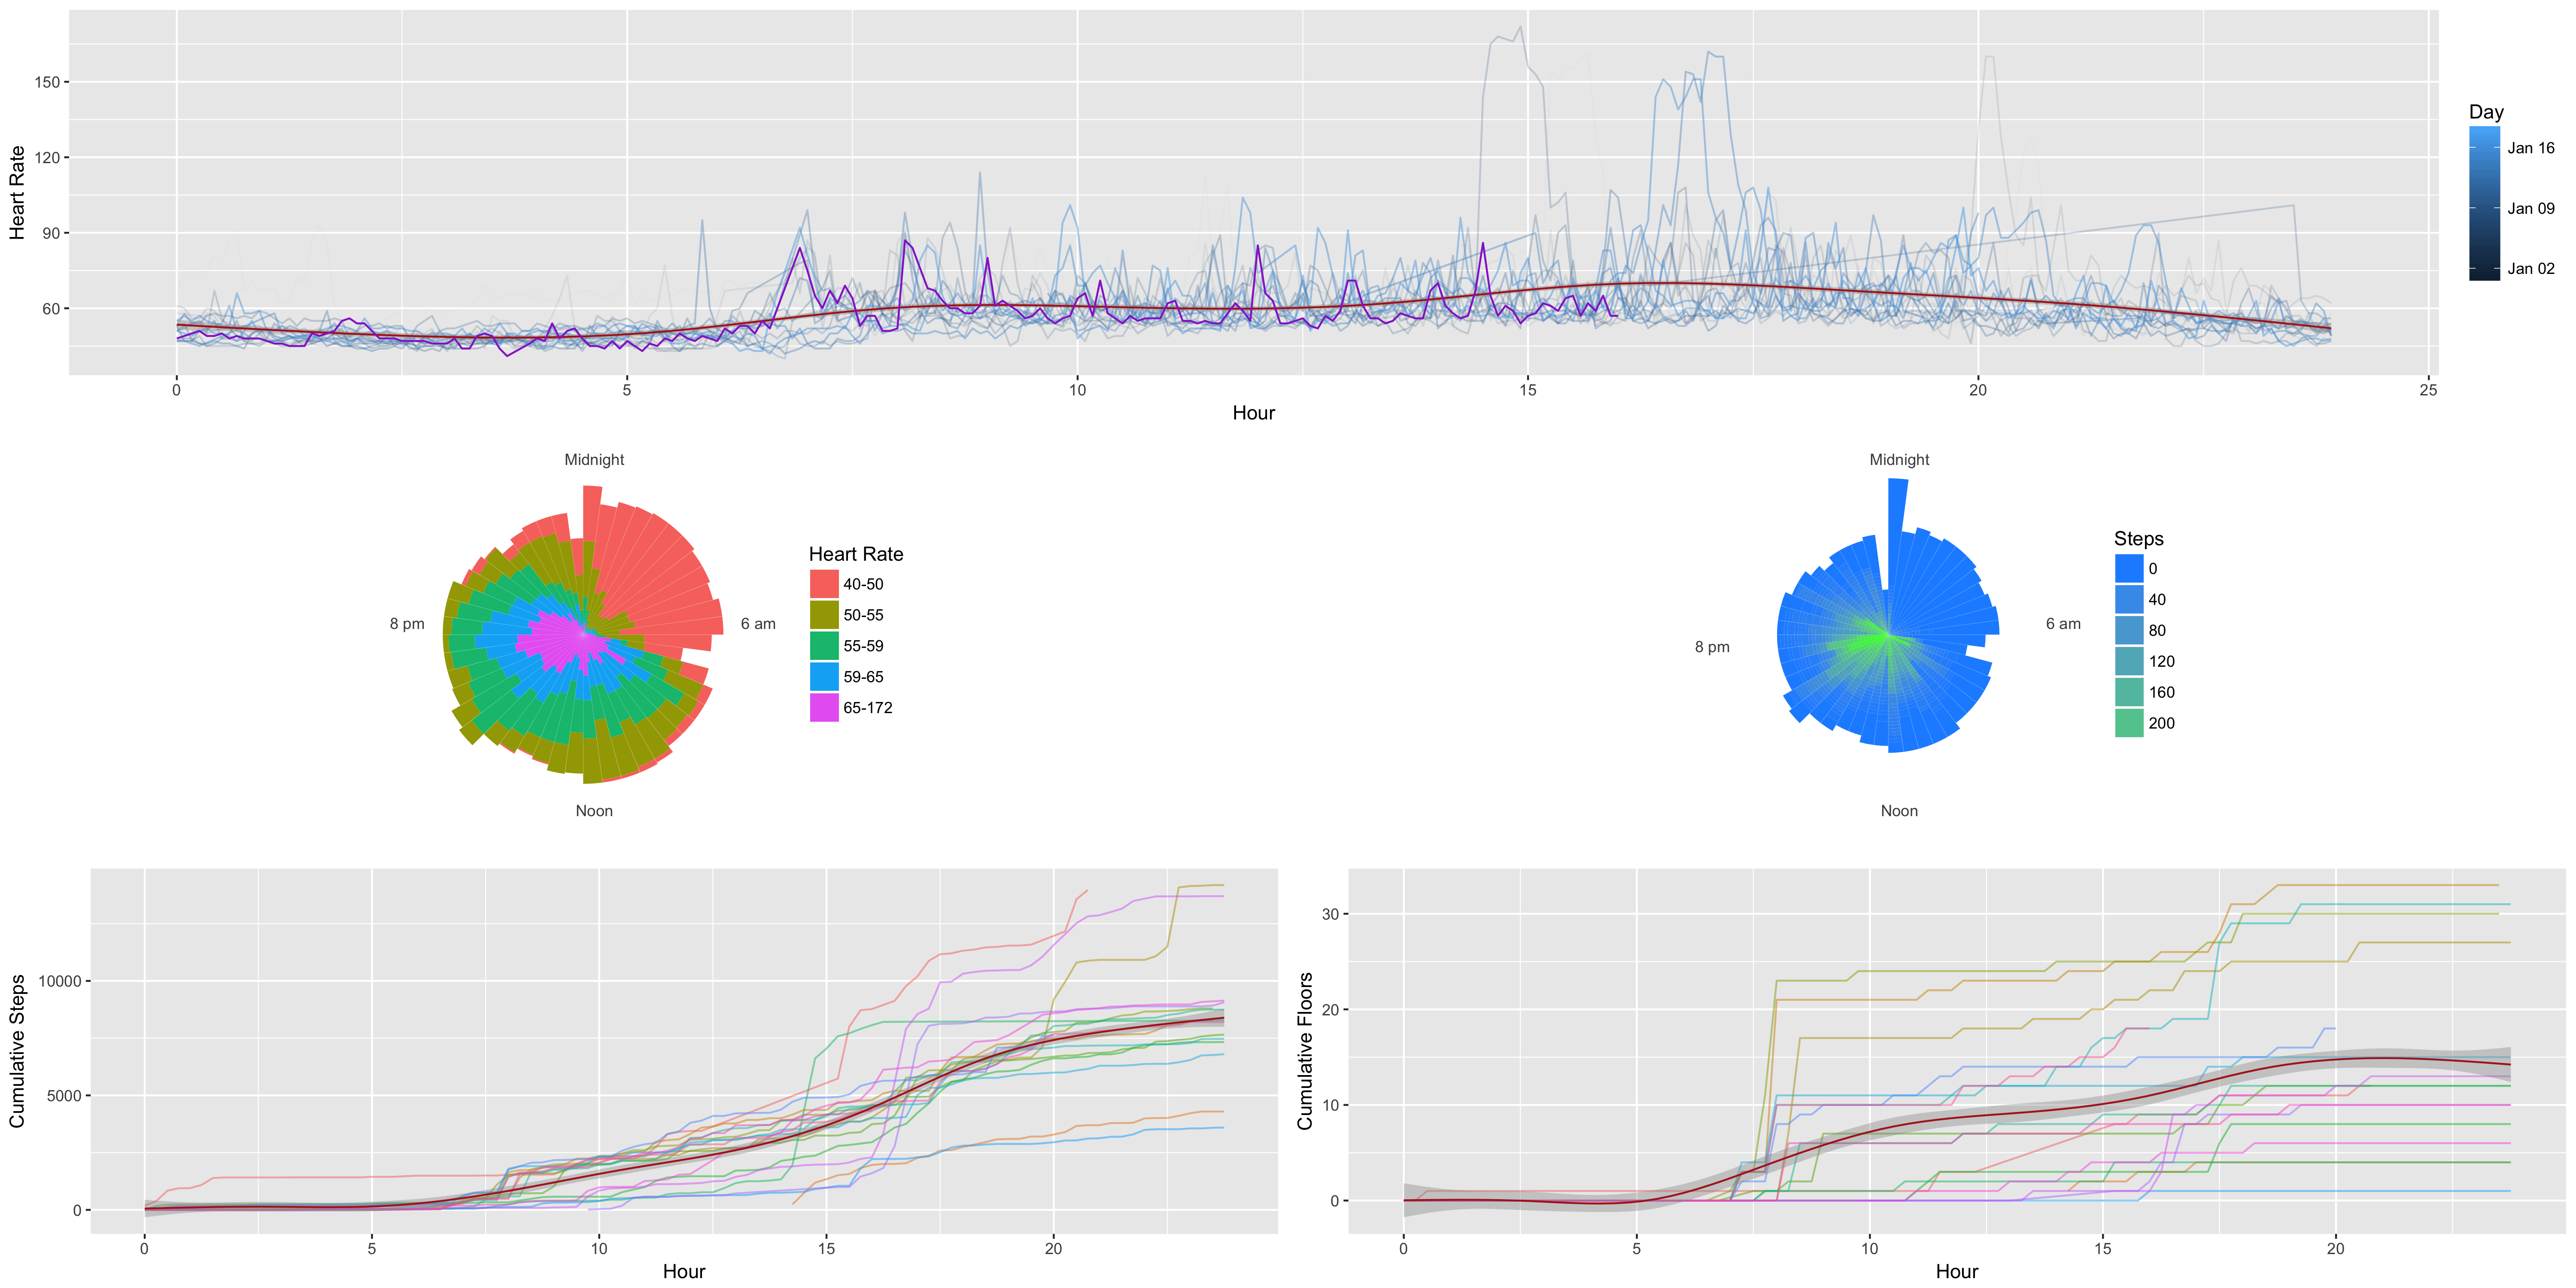 Heart Rate
150
120
90
60
0
5
10
15
20
25
Hour
Day
Jan 16
Jan 09
Jan 02
Midnight
8 pm
6 am
Noon
Heart Rate
40-50
50-55
55-59
59-65
65-172
Midnight
8 pm
6 am
Noon
Steps
0
40
80
120
160
200
Cumulative Steps
10000
5000
0
0
5
10
15
20
Hour
Cumulative Floors
30
20
10
0
0
5
10
15
20
Hour